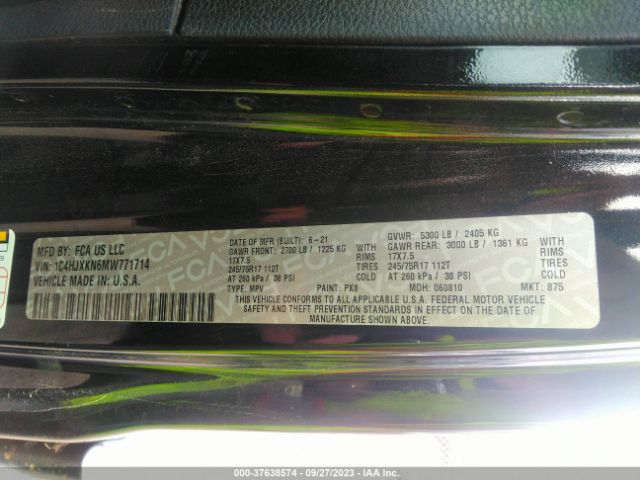 MFD BY: FCA US LLC
VIN: 1C4HJXKN6MW771714
VEHICLE MADE IN: U.S.A.
DATE OF MFR (BUILT): 6-21
GAWR FRONT: 2700 LB / 1225 KG
17X7.5 RIMS
245/75R17 112T TIRES
AT 260 kPa / 38 PSI COLD
GVWR: 5300 LB / 2405 KG
GAWR REAR: 3000 LB / 1361 KG
17X7.5 RIMS
245/75R17 112T TIRES
AT 260 kPa / 38 PSI COLD
TYPE: MPV PAINT: PX8 MDH: 060810 MKT: 875
THIS VEHICLE CONFORMS TO ALL APPLICABLE U.S.A. FEDERAL MOTOR VEHICLE
SAFETY AND THEFT PREVENTION STANDARDS IN EFFECT ON THE DATE OF
MANUFACTURE SHOWN ABOVE.
000-37638574 - 09/27/2023 - IAA Inc.